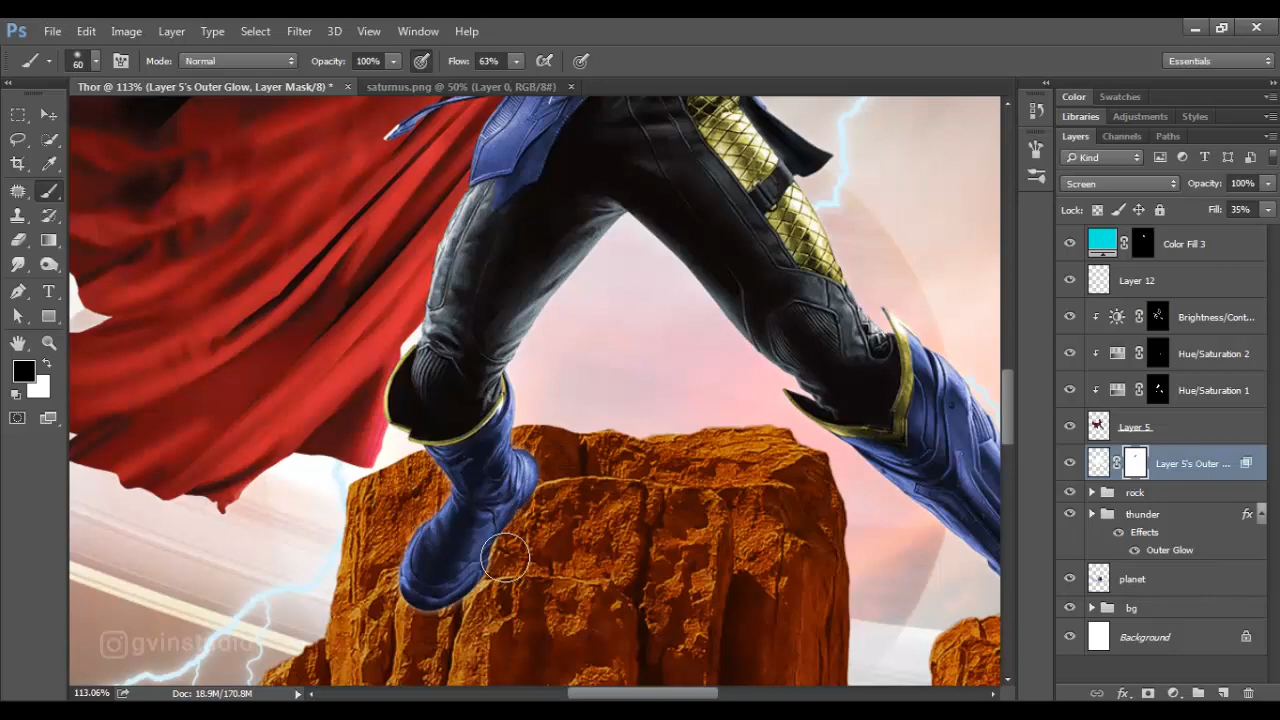 Ps File Edit Image Layer Type Select Filter 3D View Window Help
60 Mode: Normal Opacity: 100% Flow: 63% Essentials
Thor @ 113% (Layer 5's Outer Glow, Layer Mask/8) * × saturnus.png @ 50% (Layer 0, RGB/8#) ×
Color Swatches
Libraries Adjustments Styles
Layers Channels Paths
Kind
Screen Opacity: 100%
Lock: Fill: 35%
Color Fill 3
Layer 12
Brightness/Cont...
Hue/Saturation 2
Hue/Saturation 1
Layer 5
Layer 5's Outer ...
rock
thunder fx
Effects
Outer Glow
planet
bg
Background
gvinstudio
113.06% Doc: 18.9M/170.8M